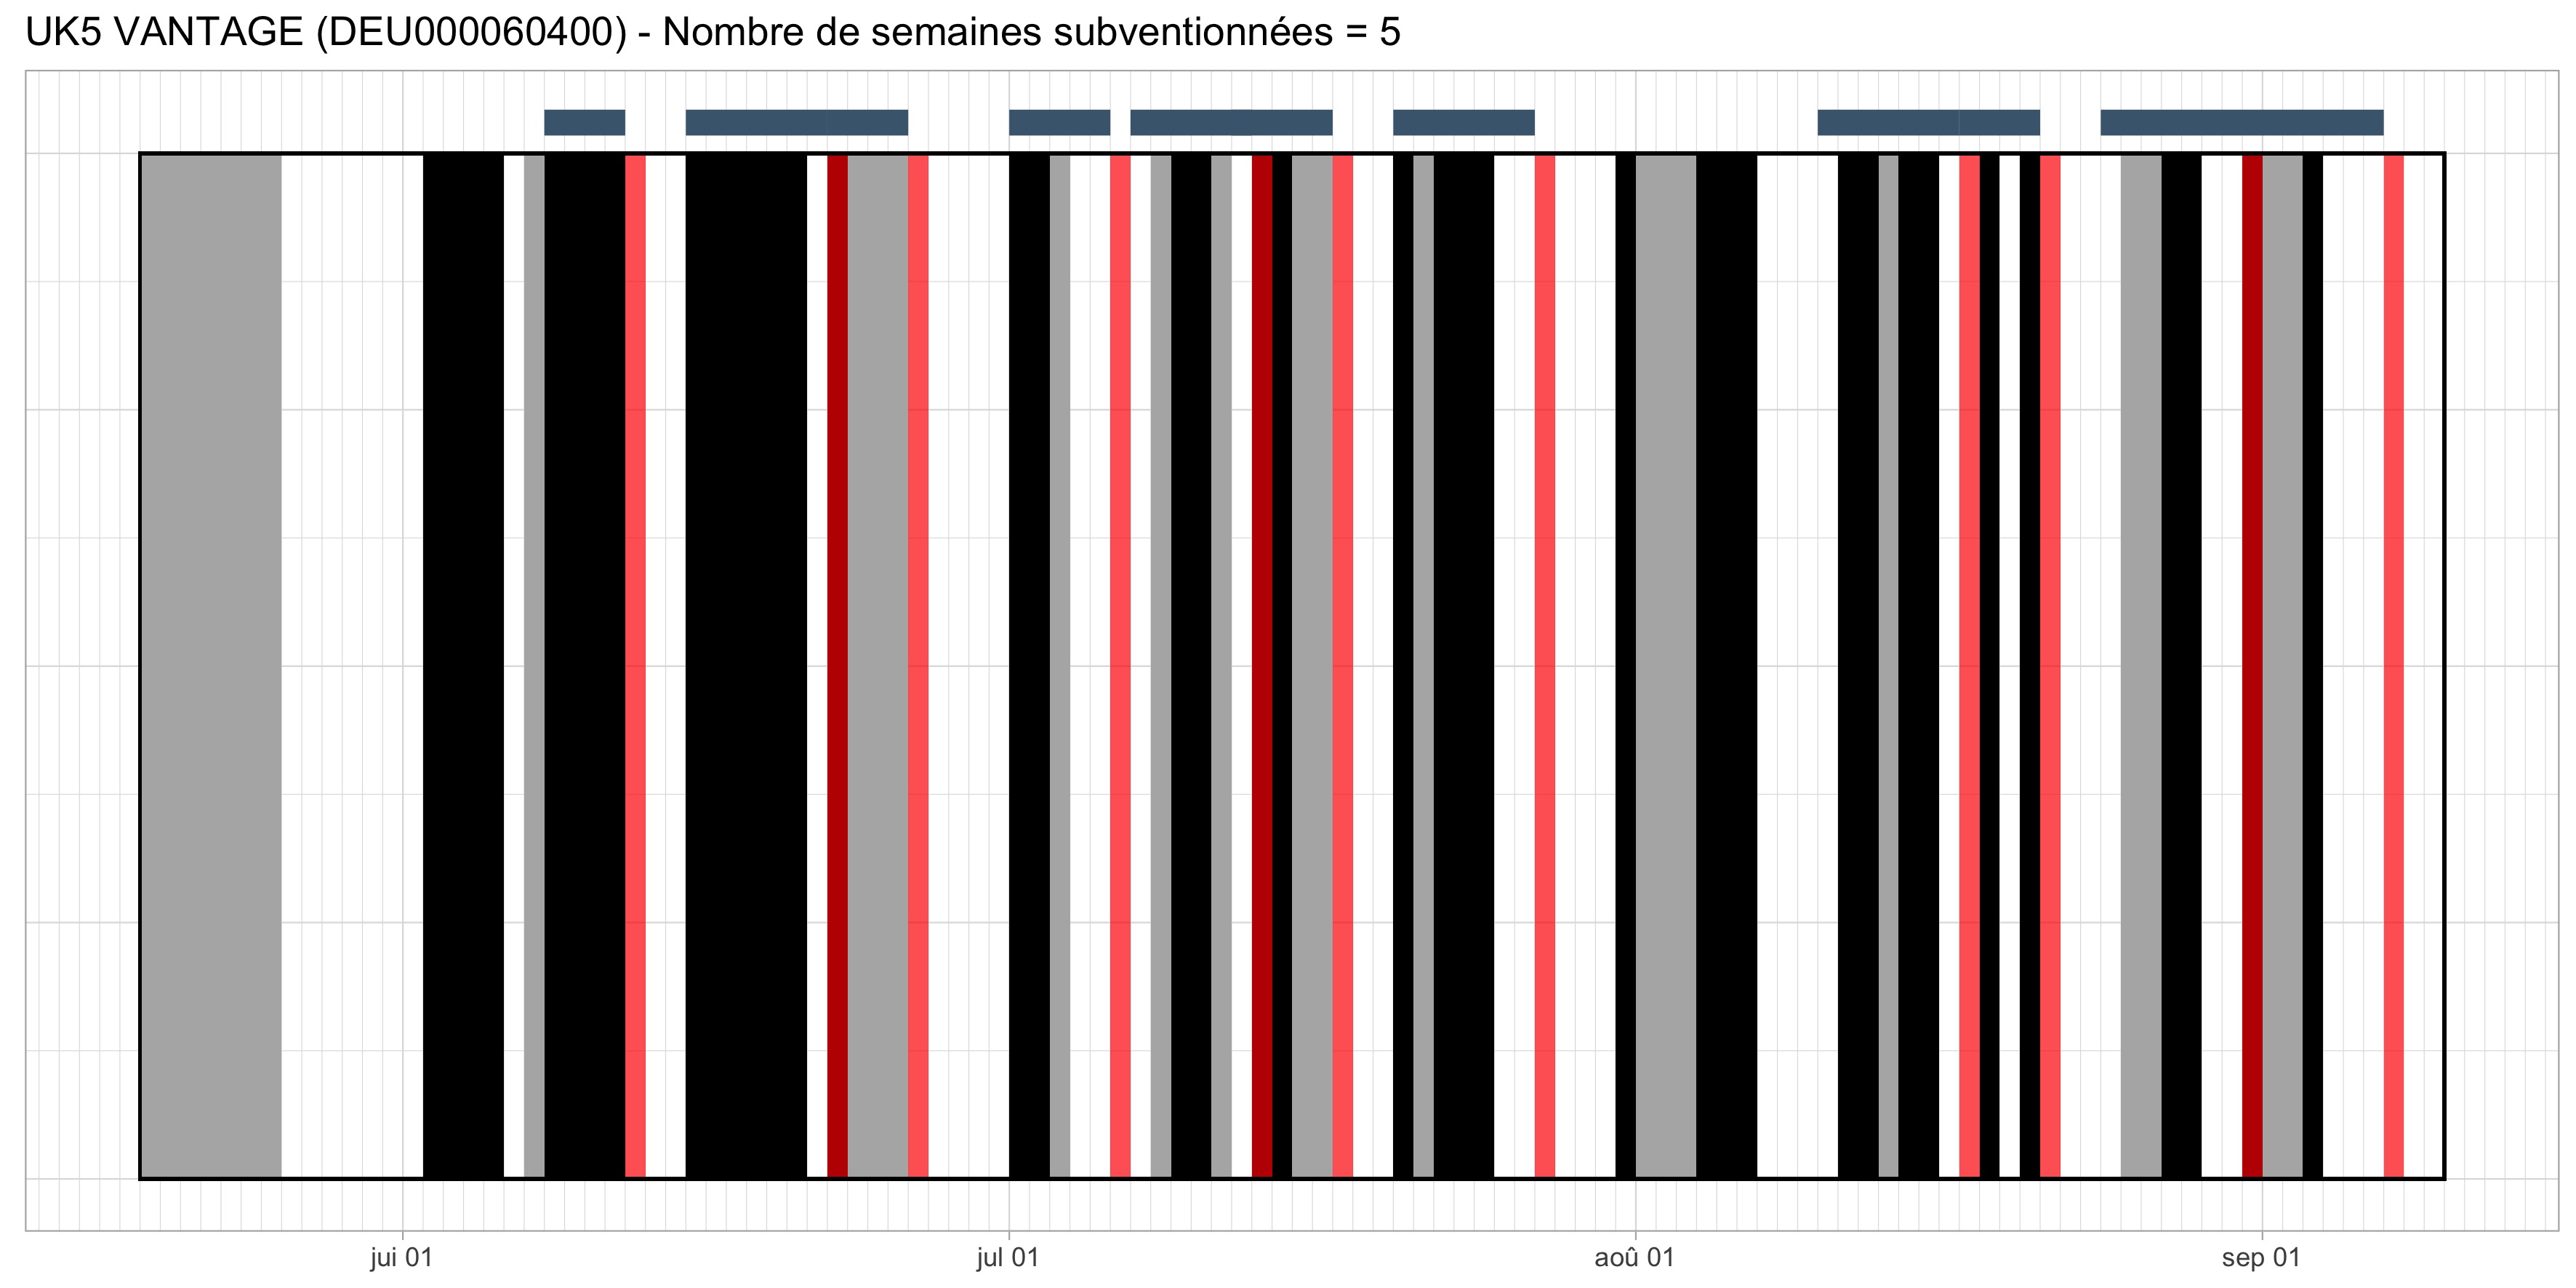 UK5 VANTAGE (DEU000060400) - Nombre de semaines subventionnées = 5
jui 01
jul 01
aoû 01
sep 01